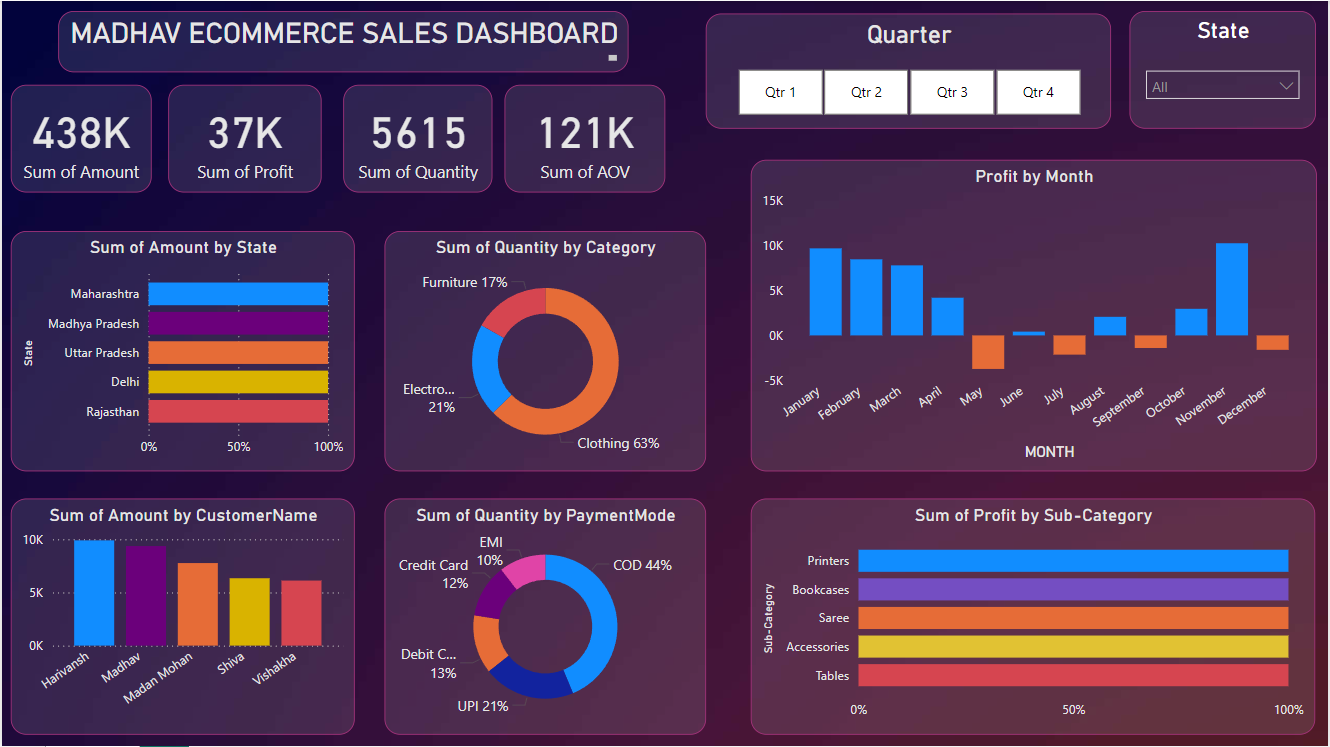 MADHAV ECOMMERCE SALES DASHBOARD
Quarter
Qtr 1
Qtr 2
Qtr 3
Qtr 4
State
All
438K
Sum of Amount
37K
Sum of Profit
5615
Sum of Quantity
121K
Sum of AOV
Profit by Month
15K
10K
5K
0K
-5K
January
February
March
April
May
June
July
August
September
October
November
December
MONTH
Sum of Amount by State
State
Maharashtra
Madhya Pradesh
Uttar Pradesh
Delhi
Rajasthan
0%
50%
100%
Sum of Quantity by Category
Furniture 17%
Electro...
21%
Clothing 63%
Sum of Amount by CustomerName
10K
5K
0K
Harivansh
Madhav
Madan Mohan
Shiva
Vishakha
Sum of Quantity by PaymentMode
EMI
10%
Credit Card
12%
COD 44%
Debit C...
13%
UPI 21%
Sum of Profit by Sub-Category
Sub-Category
Printers
Bookcases
Saree
Accessories
Tables
0%
50%
100%